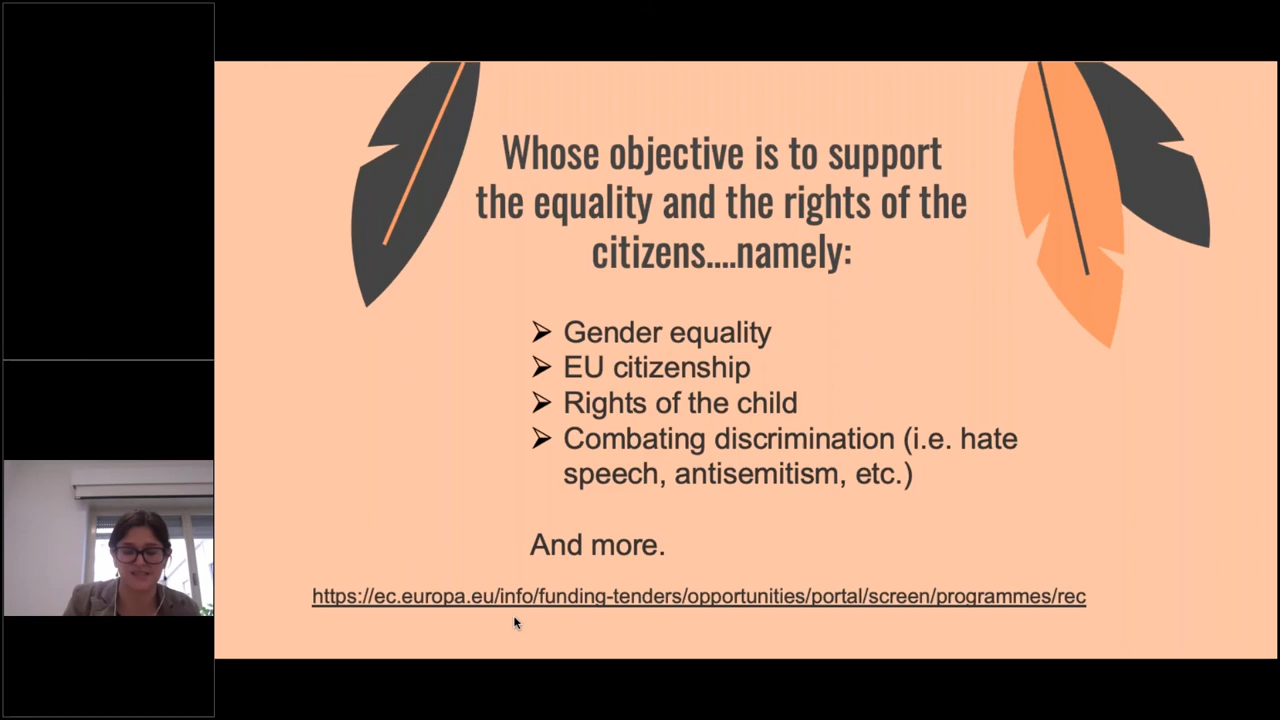 Whose objective is to support
the equality and the rights of the
citizens....namely:
➢ Gender equality
➢ EU citizenship
➢ Rights of the child
➢ Combating discrimination (i.e. hate
speech, antisemitism, etc.)
And more.
https://ec.europa.eu/info/funding-tenders/opportunities/portal/screen/programmes/rec